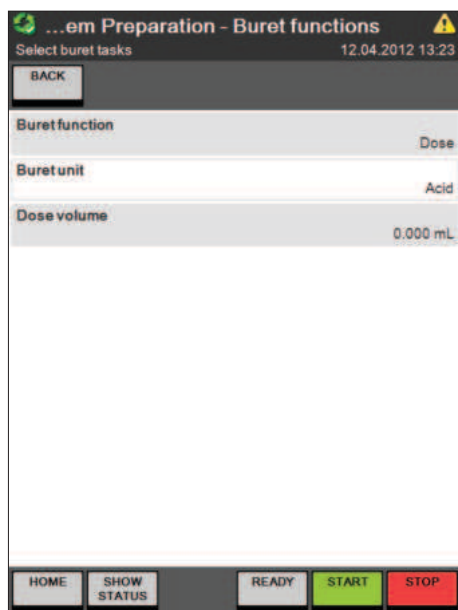 ...em Preparation - Buret functions
Select buret tasks 12.04.2012 13:23
BACK
Buret function
Dose
Buret unit
Acid
Dose volume
0.000 mL
HOME SHOW STATUS READY START STOP